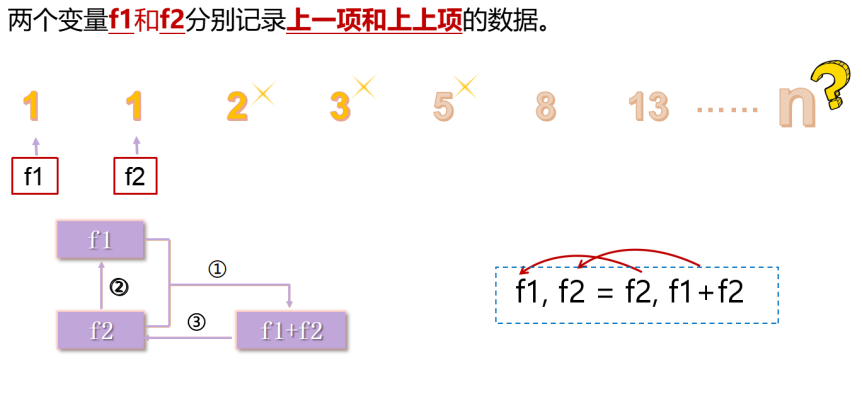 两个变量f1和f2分别记录上一项和上上项的数据。
1 1 2 3 5 8 13 …… n ?
f1 f2
f1
①
②
f2 ③ f1+f2
f1, f2 = f2, f1+f2